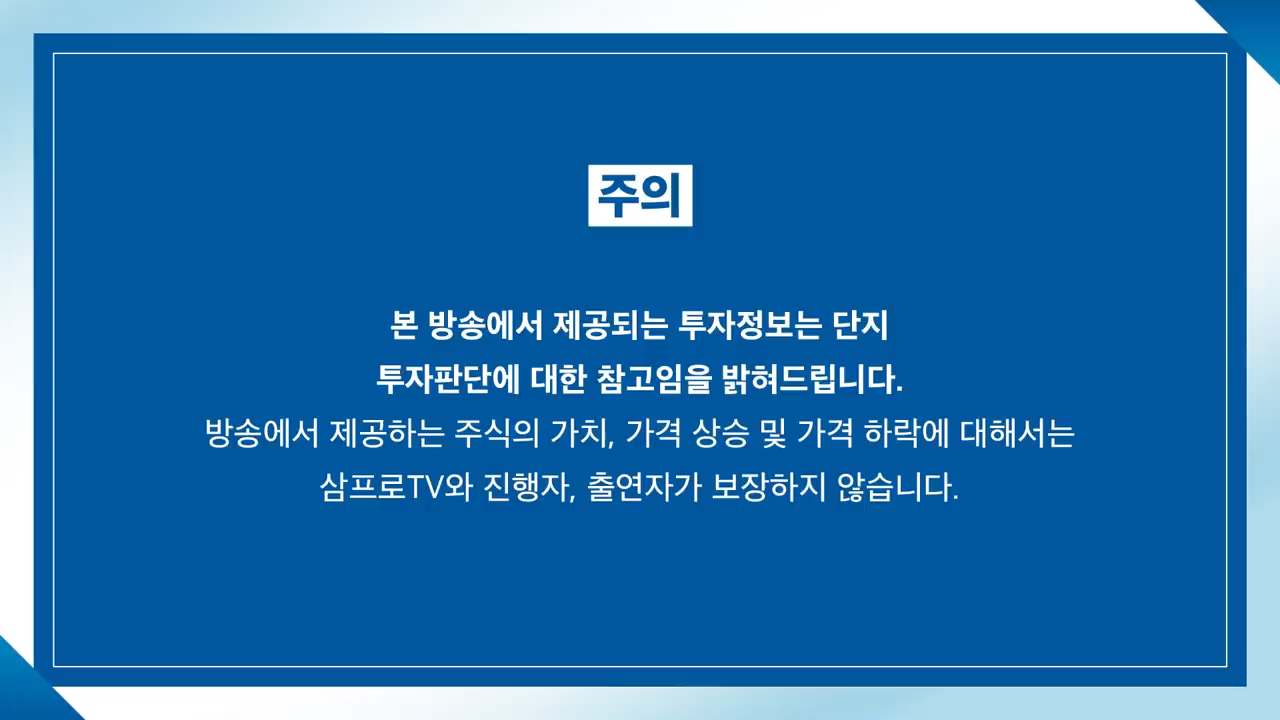 주의
본 방송에서 제공되는 투자정보는 단지
투자판단에 대한 참고임을 밝혀드립니다.
방송에서 제공하는 주식의 가치, 가격 상승 및 가격 하락에 대해서는
삼프로TV와 진행자, 출연자가 보장하지 않습니다.